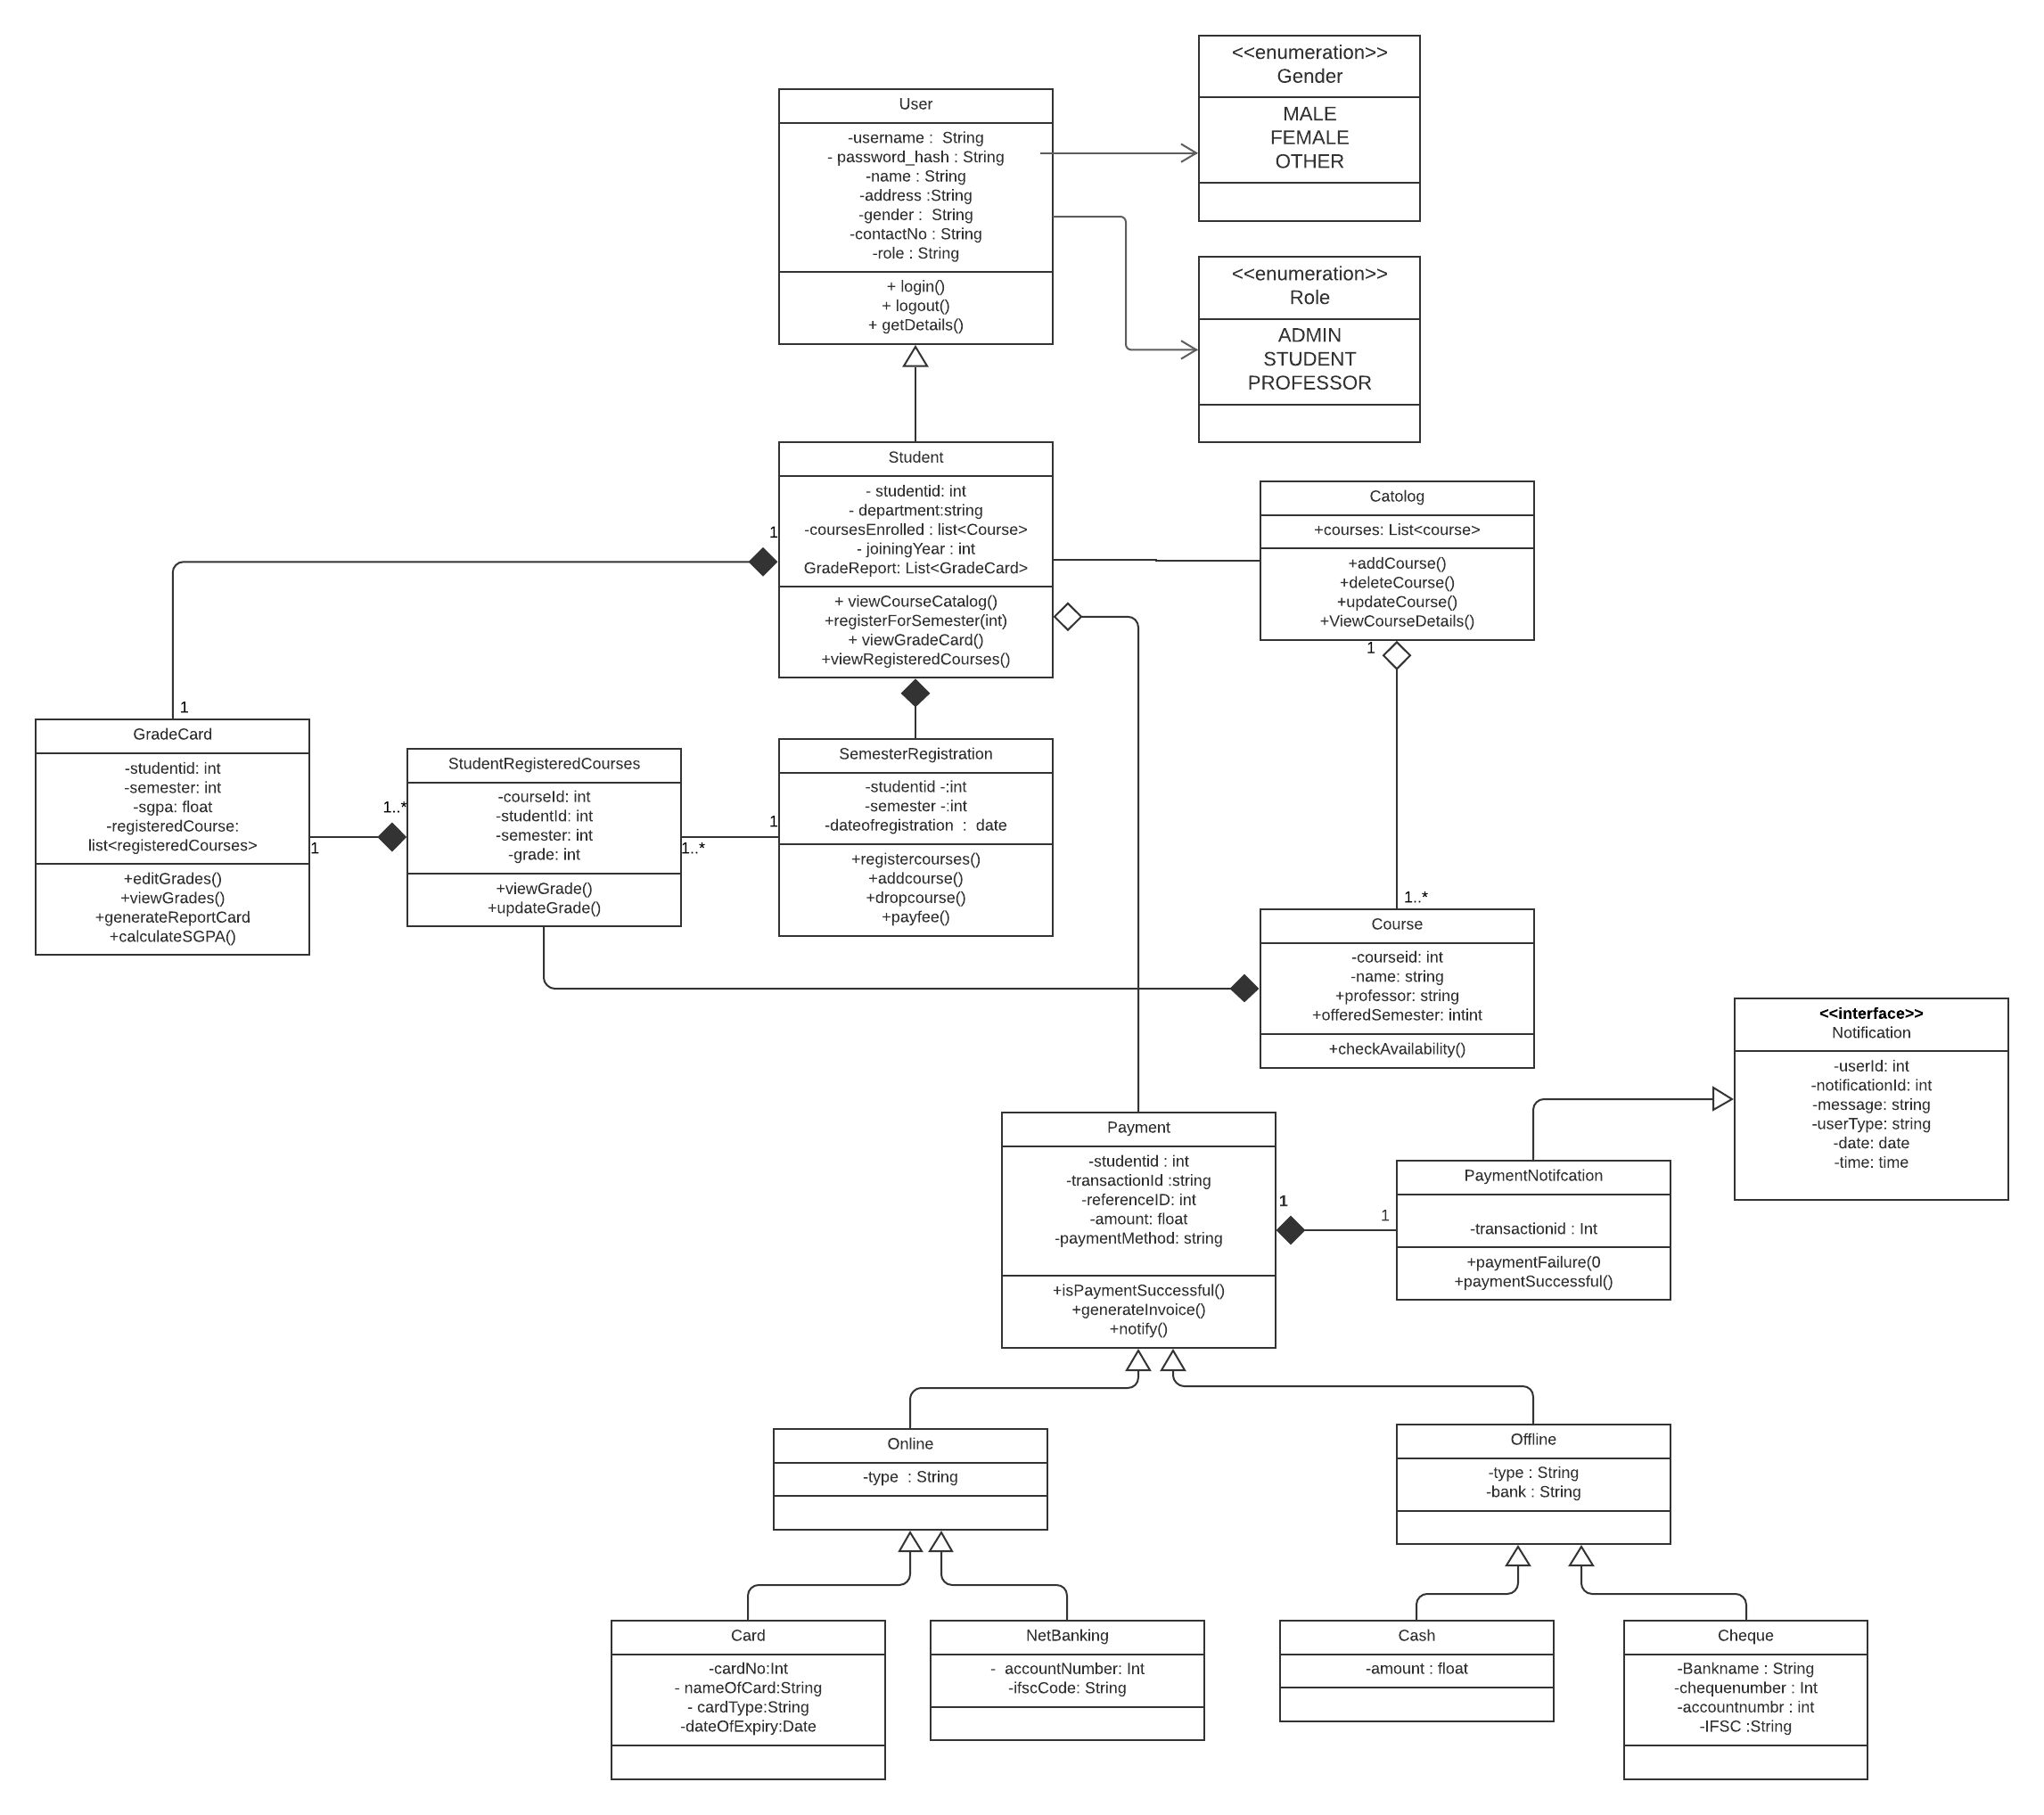 <<enumeration>>
Gender
MALE
FEMALE
OTHER
User
-username :  String
- password_hash : String
-name : String
-address :String
-gender :  String
-contactNo : String
-role : String
+ login()
+ logout()
+ getDetails()
<<enumeration>>
Role
ADMIN
STUDENT
PROFESSOR
Student
- studentid: int
- department:string
-coursesEnrolled : list<Course>
- joiningYear : int
GradeReport: List<GradeCard>
+ viewCourseCatalog()
+registerForSemester(int)
+ viewGradeCard()
+viewRegisteredCourses()
Catolog
+courses: List<course>
+addCourse()
+deleteCourse()
+updateCourse()
+ViewCourseDetails()
1
1
1
GradeCard
-studentid: int
-semester: int
-sgpa: float
-registeredCourse:
list<registeredCourses>
+editGrades()
+viewGrades()
+generateReportCard
+calculateSGPA()
1..*
1
StudentRegisteredCourses
-courseId: int
-studentId: int
-semester: int
-grade: int
+viewGrade()
+updateGrade()
1
1..*
SemesterRegistration
-studentid -:int
-semester -:int
-dateofregistration  :  date
+registercourses()
+addcourse()
+dropcourse()
+payfee()
1..*
Course
-courseid: int
-name: string
+professor: string
+offeredSemester: intint
+checkAvailability()
<<interface>>
Notification
-userId: int
-notificationId: int
-message: string
-userType: string
-date: date
-time: time
Payment
-studentid : int
-transactionId :string
-referenceID: int
-amount: float
-paymentMethod: string
+isPaymentSuccessful()
+generateInvoice()
+notify()
1
1
PaymentNotifcation
-transactionid : Int
+paymentFailure(0
+paymentSuccessful()
Online
-type  : String
Offline
-type : String
-bank : String
Card
-cardNo:Int
- nameOfCard:String
- cardType:String
-dateOfExpiry:Date
NetBanking
-  accountNumber: Int
-ifscCode: String
Cash
-amount : float
Cheque
-Bankname : String
-chequenumber : Int
-accountnumbr : int
-IFSC :String